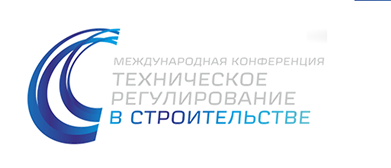 МЕЖДУНАРОДНАЯ КОНФЕРЕНЦИЯ
ТЕХНИЧЕСКОЕ
РЕГУЛИРОВАНИЕ
В СТРОИТЕЛЬСТВЕ